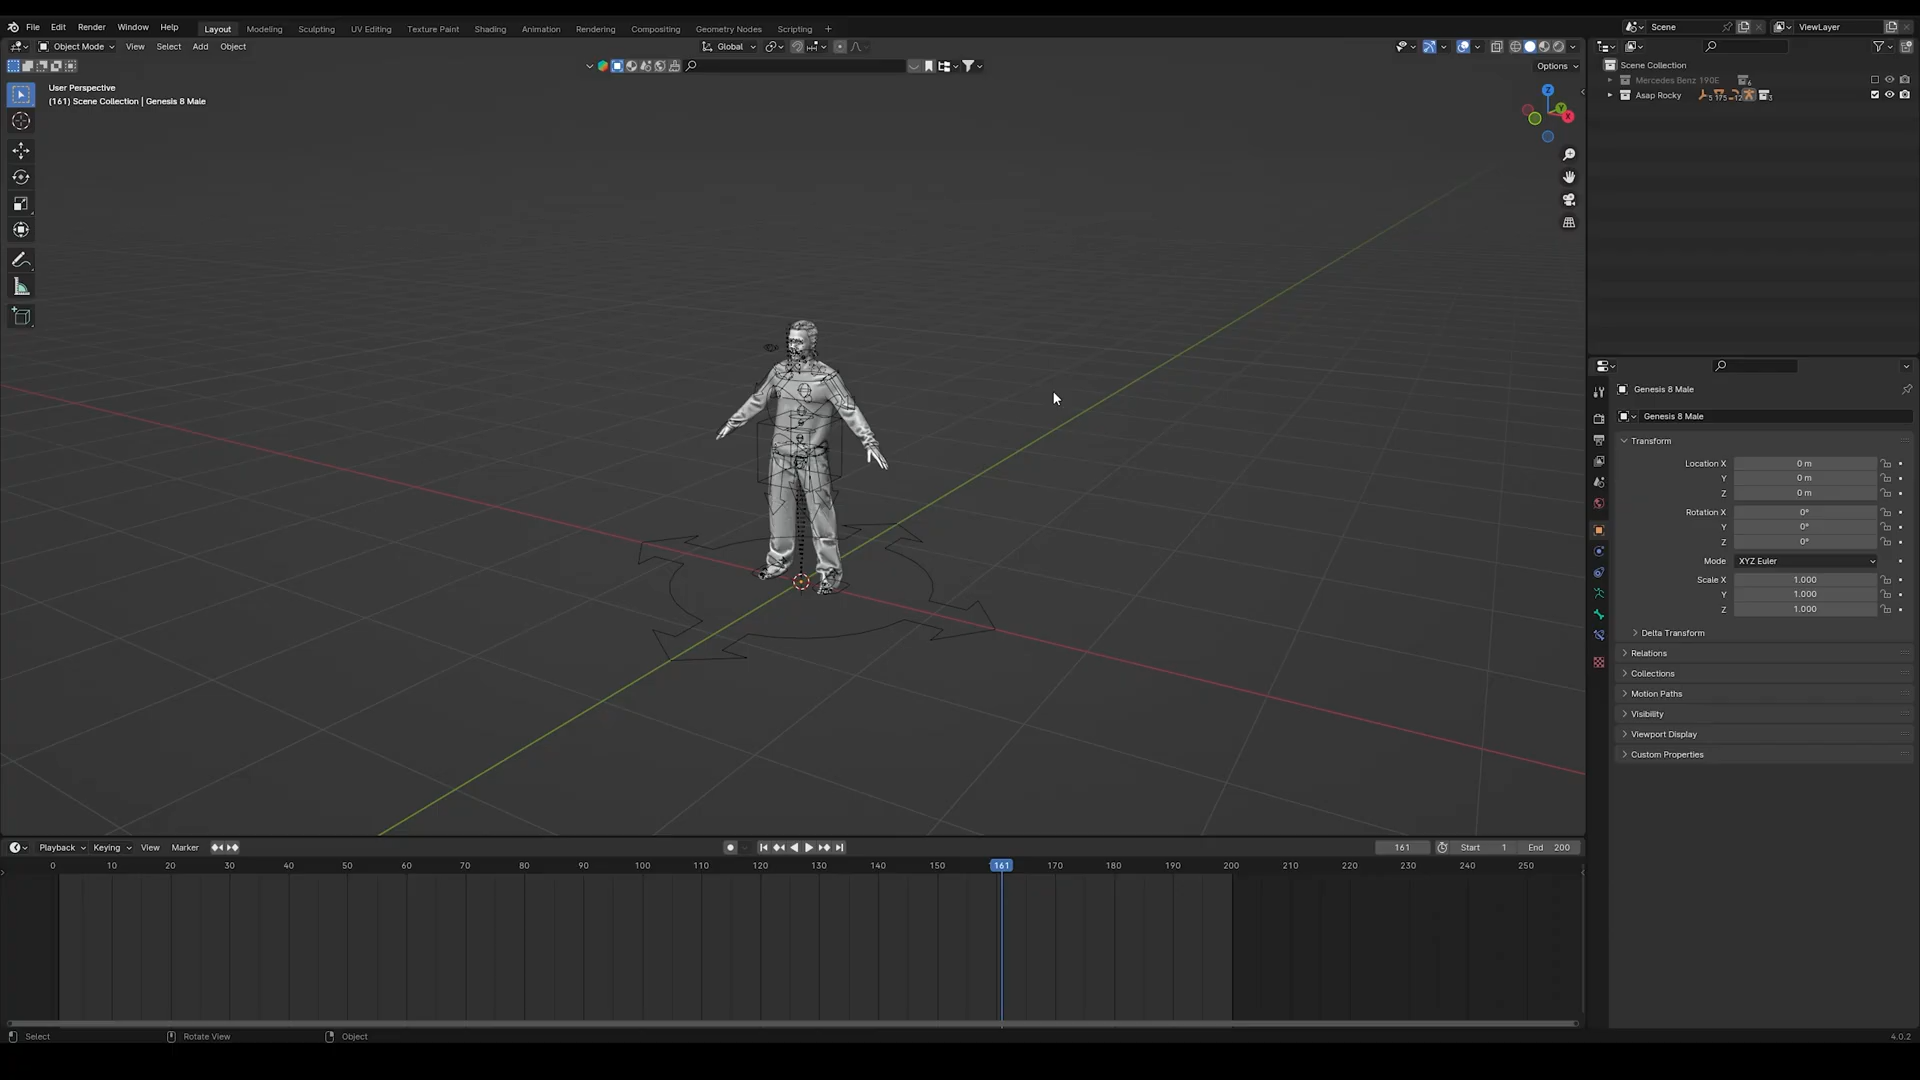 File Edit Render Window Help Layout Modeling Sculpting UV Editing Texture Paint Shading Animation Rendering Compositing Geometry Nodes Scripting + Scene ViewLayer
Object Mode View Select Add Object Global
Options
User Perspective
(161) Scene Collection | Genesis 8 Male
Z
Y
X
Scene Collection
Mercedes Benz 190E 6
Asap Rocky 5 175 12 3
Genesis 8 Male
Genesis 8 Male
Transform
Location X 0 m
Y 0 m
Z 0 m
Rotation X 0°
Y 0°
Z 0°
Mode XYZ Euler
Scale X 1.000
Y 1.000
Z 1.000
Delta Transform
Relations
Collections
Motion Paths
Visibility
Viewport Display
Custom Properties
Playback Keying View Marker 161 Start 1 End 200
0 10 20 30 40 50 60 70 80 90 100 110 120 130 140 150 161 170 180 190 200 210 220 230 240 250
Select Rotate View Object 4.0.2